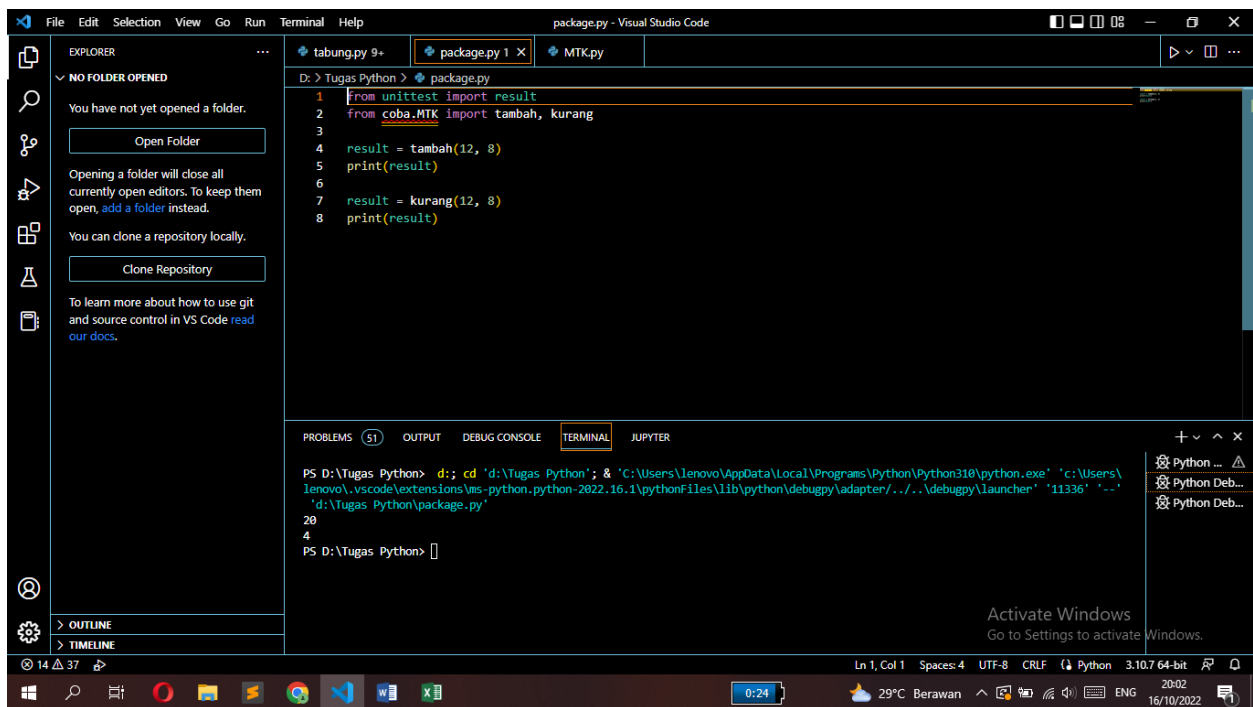 File Edit Selection View Go Run Terminal Help package.py - Visual Studio Code
EXPLORER
NO FOLDER OPENED
You have not yet opened a folder.
Open Folder
Opening a folder will close all
currently open editors. To keep them
open, add a folder instead.
You can clone a repository locally.
Clone Repository
To learn more about how to use git
and source control in VS Code read
our docs.
OUTLINE
TIMELINE
tabung.py 9+ package.py 1 MTK.py
D: > Tugas Python > package.py
1 from unittest import result
2 from coba.MTK import tambah, kurang
3
4 result = tambah(12, 8)
5 print(result)
6
7 result = kurang(12, 8)
8 print(result)
PROBLEMS 51 OUTPUT DEBUG CONSOLE TERMINAL JUPYTER
PS D:\Tugas Python> d:; cd 'd:\Tugas Python'; & 'C:\Users\lenovo\AppData\Local\Programs\Python\Python310\python.exe' 'c:\Users\
lenovo\.vscode\extensions\ms-python.python-2022.16.1\pythonFiles\lib\python\debugpy\adapter/../..\debugpy\launcher' '11336' '--'
'd:\Tugas Python\package.py'
20
4
PS D:\Tugas Python>
Python ...
Python Deb...
Python Deb...
Activate Windows
Go to Settings to activate Windows.
14 37 Ln 1, Col 1 Spaces: 4 UTF-8 CRLF Python 3.10.7 64-bit
0:24 29°C Berawan ENG 20:02
16/10/2022